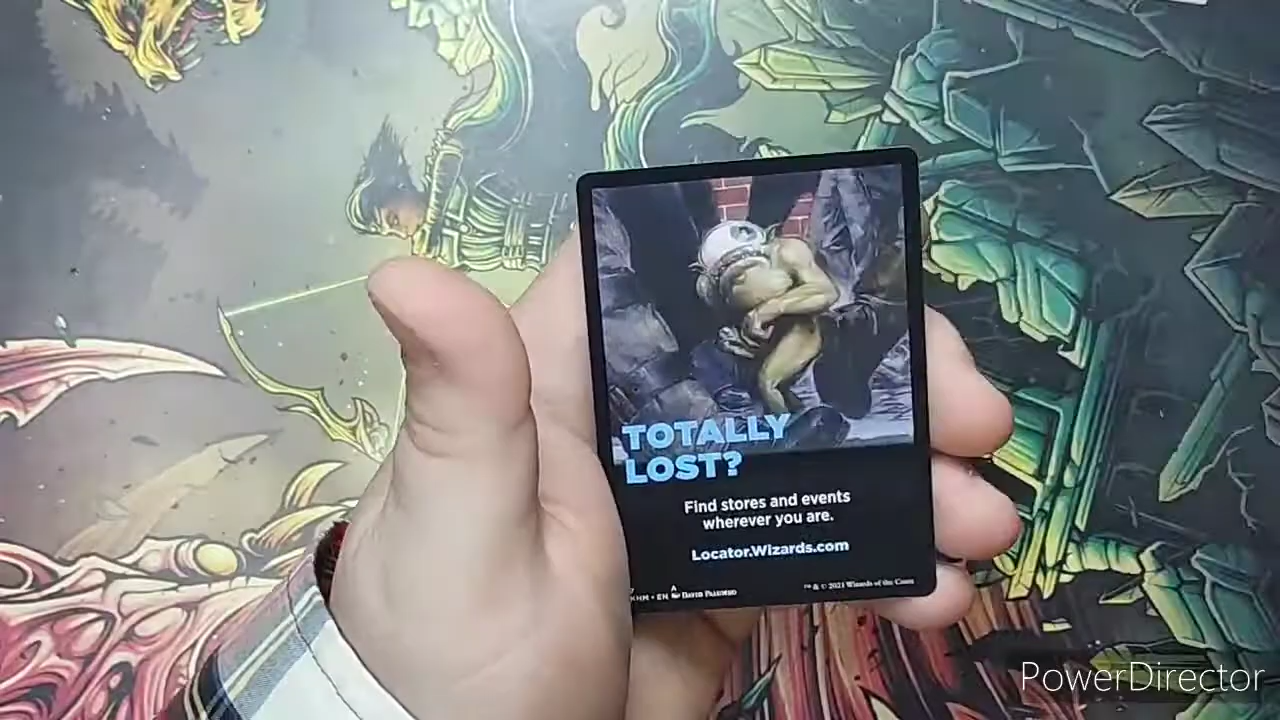 TOTALLY
LOST?
Find stores and events
wherever you are.
Locator.Wizards.com
7 A
KHM • EN David Palumbo
™ & © 2021 Wizards of the Coast
PowerDirector